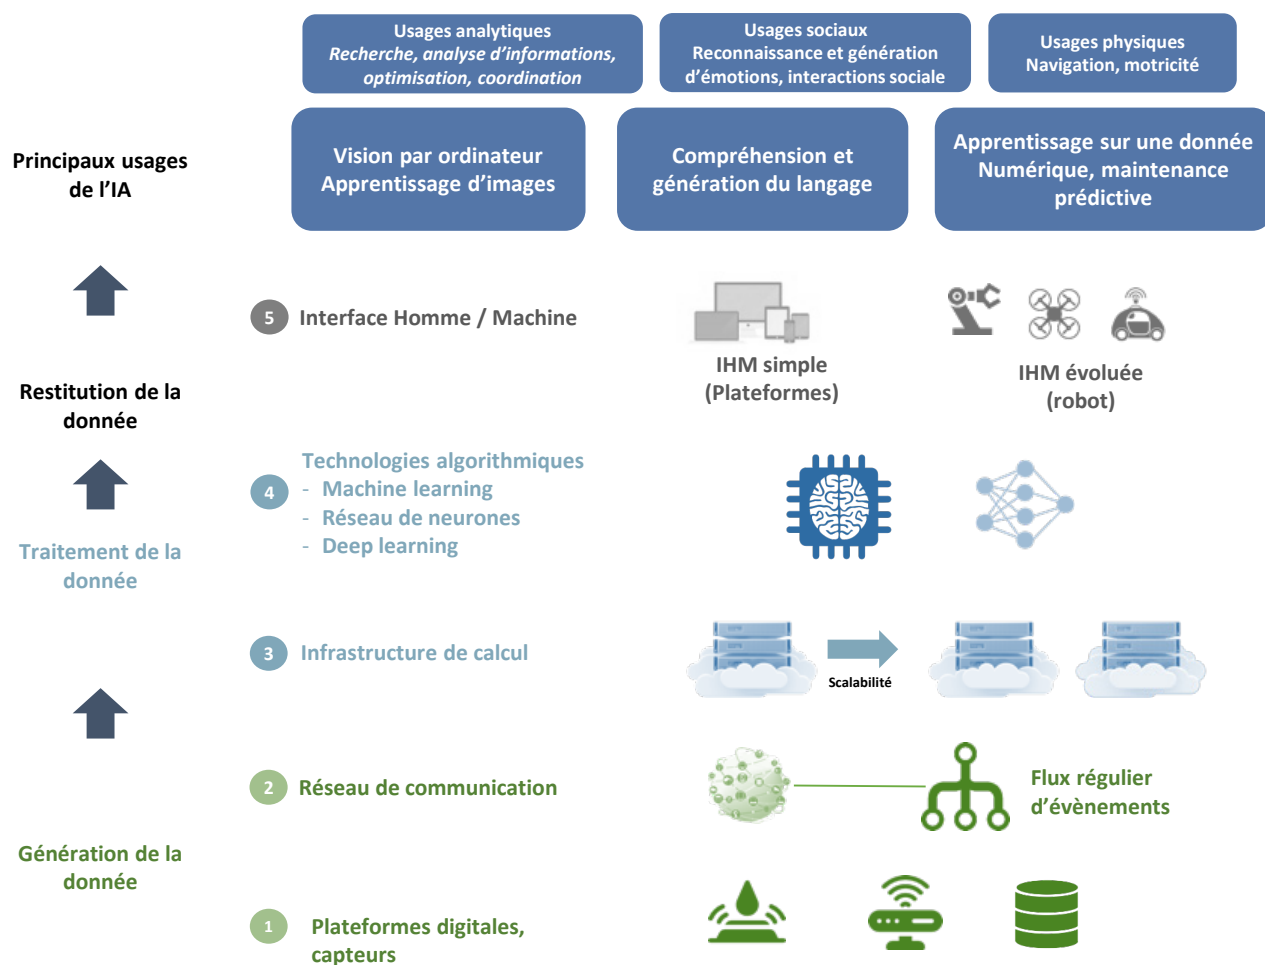 Usages analytiques
Recherche, analyse d'informations,
optimisation, coordination
Usages sociaux
Reconnaissance et génération
d'émotions, interactions sociale
Usages physiques
Navigation, motricité
Principaux usages
de l'IA
Vision par ordinateur
Apprentissage d'images
Compréhension et
génération du langage
Apprentissage sur une donnée
Numérique, maintenance
prédictive
5 Interface Homme / Machine
IHM simple
(Plateformes)
IHM évoluée
(robot)
Restitution de la
donnée
4
Technologies algorithmiques
- Machine learning
- Réseau de neurones
- Deep learning
Traitement de la
donnée
3 Infrastructure de calcul
Scalabilité
2 Réseau de communication
Flux régulier
d'évènements
Génération de la
donnée
1 Plateformes digitales,
capteurs